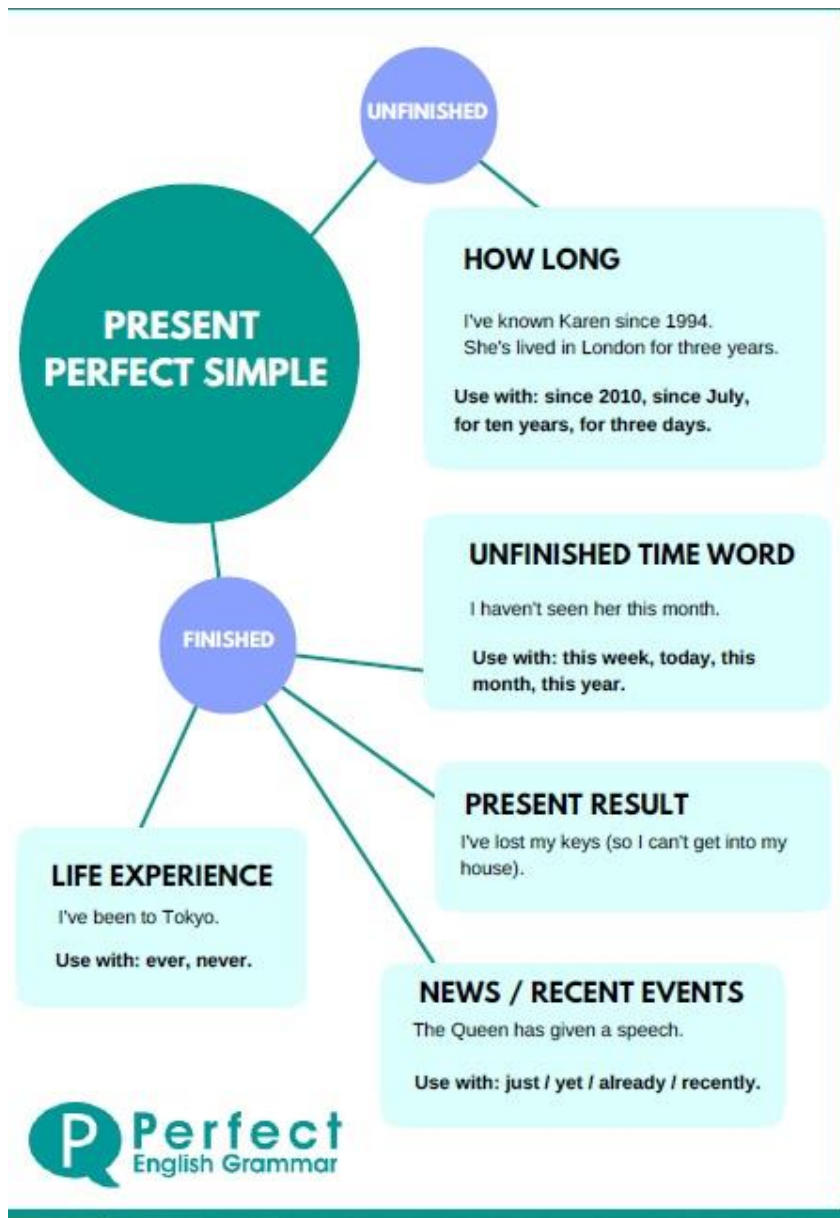 UNFINISHED
PRESENT
PERFECT SIMPLE
HOW LONG
I've known Karen since 1994.
She's lived in London for three years.
Use with: since 2010, since July,
for ten years, for three days.
FINISHED
UNFINISHED TIME WORD
I haven't seen her this month.
Use with: this week, today, this
month, this year.
PRESENT RESULT
I've lost my keys (so I can't get into my
house).
LIFE EXPERIENCE
I've been to Tokyo.
Use with: ever, never.
NEWS / RECENT EVENTS
The Queen has given a speech.
Use with: just / yet / already / recently.
P
Perfect
English Grammar